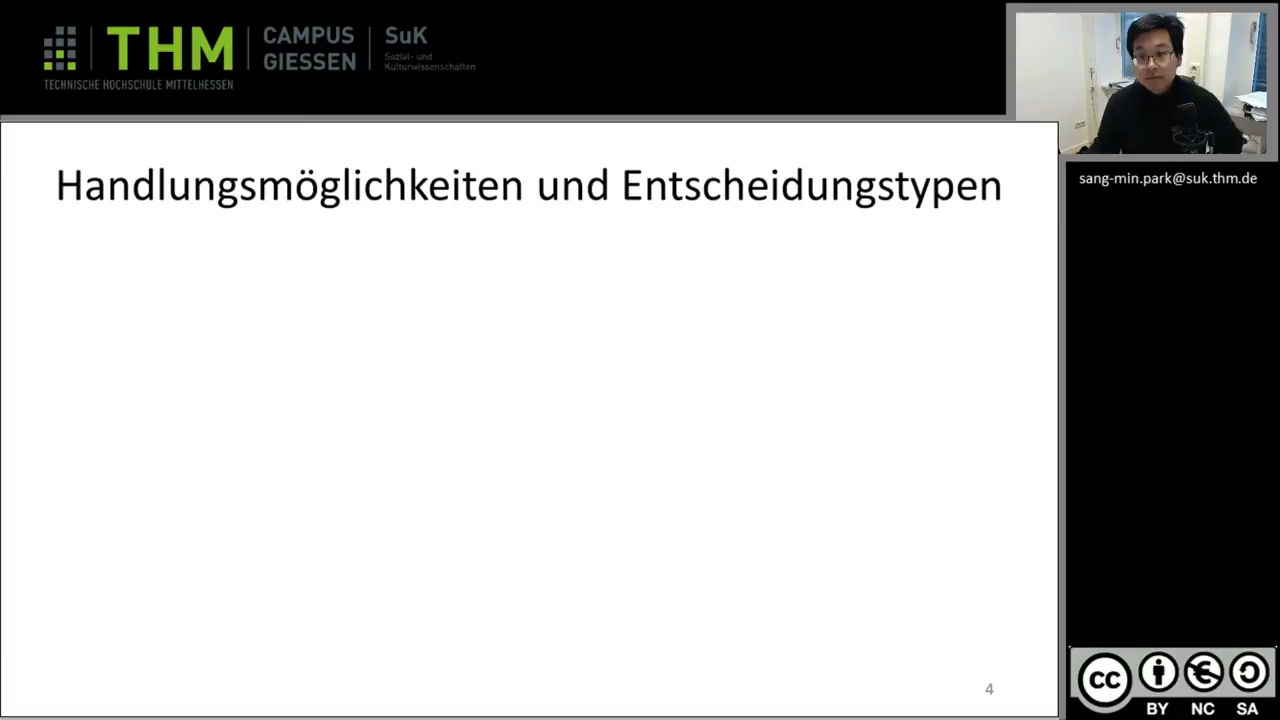 THM
CAMPUS
GIESSEN
SuK
Sozial- und
Kulturwissenschaften
TECHNISCHE HOCHSCHULE MITTELHESSEN
Handlungsmöglichkeiten und Entscheidungstypen
sang-min.park@suk.thm.de
4
cc
BY NC SA